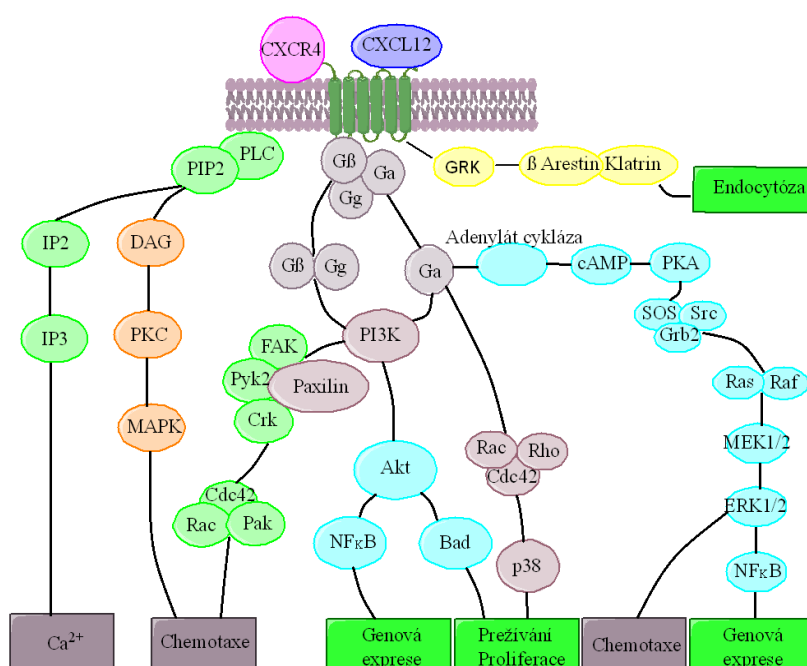 CXCR4
CXCL12
PLC
PIP2
Gß
Ga
Gg
GRK
ß Arestin
Klatrin
Endocytóza
IP2
DAG
Gß
Gg
Ga
Adenylát cykláza
cAMP
PKA
SOS
Src
Grb2
IP3
PKC
FAK
PI3K
Pyk2
Paxilin
Crk
Ras
Raf
MAPK
MEK1/2
Akt
Rac
Rho
Cdc42
Cdc42
Rac
Pak
ERK1/2
NFκB
Bad
p38
NFκB
Ca²⁺
Chemotaxe
Genová
exprese
Prežívání
Proliferace
Chemotaxe
Genová
exprese